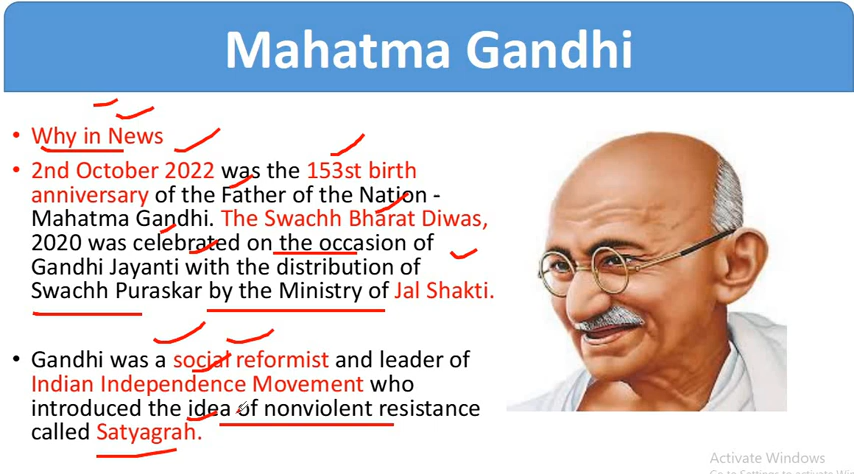 Mahatma Gandhi
• Why in News
• 2nd October 2022 was the 153st birth
anniversary of the Father of the Nation -
Mahatma Gandhi. The Swachh Bharat Diwas,
2020 was celebrated on the occasion of
Gandhi Jayanti with the distribution of
Swachh Puraskar by the Ministry of Jal Shakti.
• Gandhi was a social reformist and leader of
Indian Independence Movement who
introduced the idea of nonviolent resistance
called Satyagrah.
Activate Windows